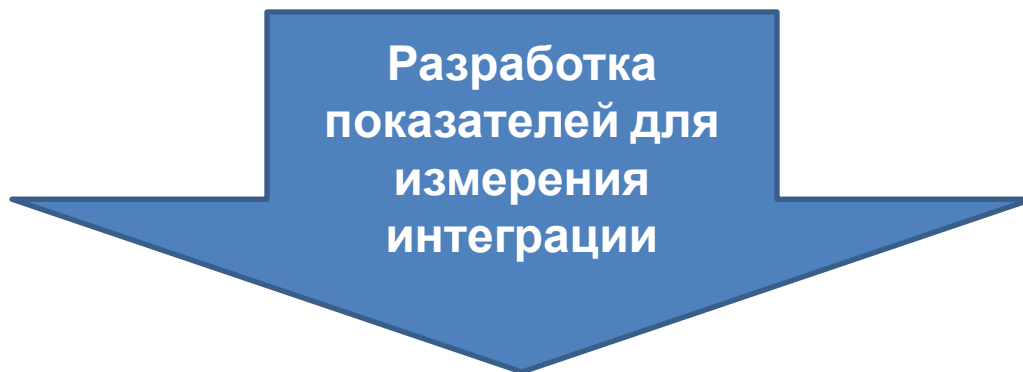 Разработка
показателей для
измерения
интеграции